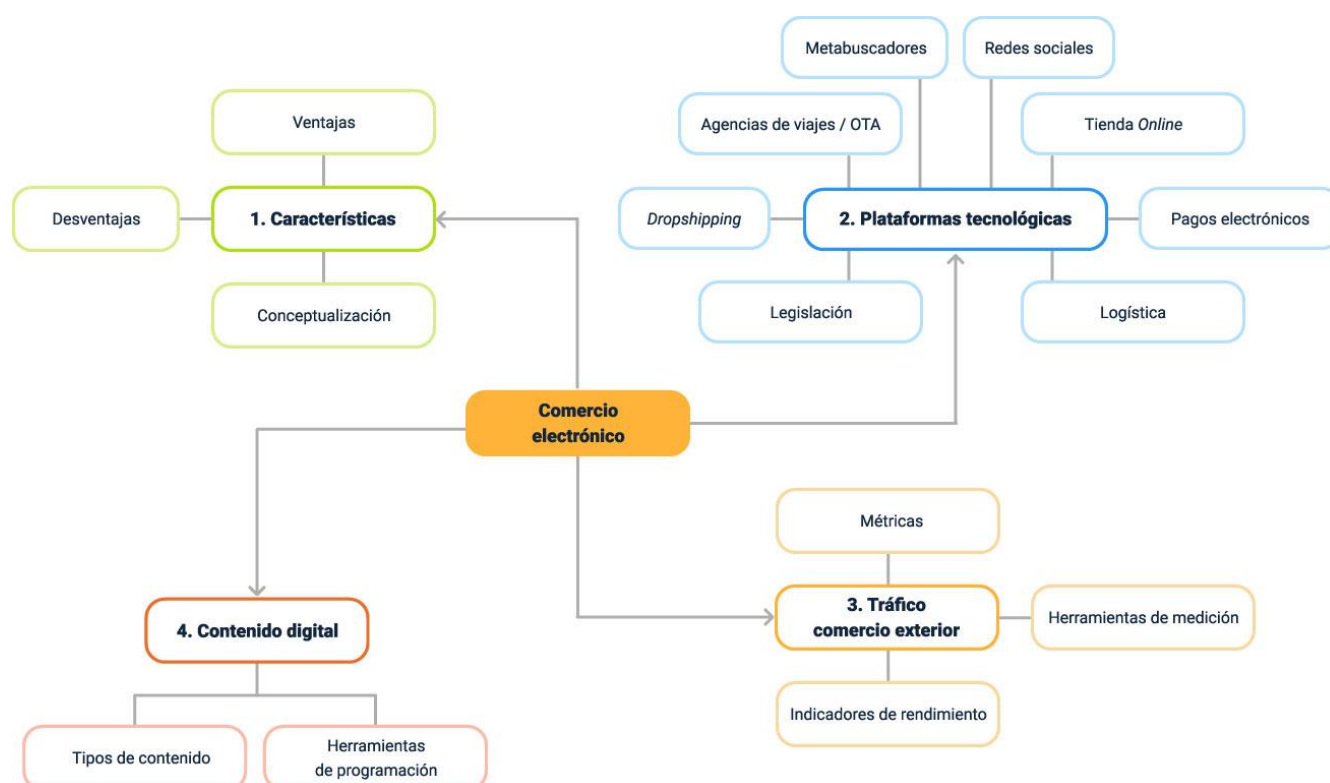 Metabuscadores
Redes sociales
Ventajas
Agencias de viajes / OTA
Tienda Online
Desventajas
1. Características
Dropshipping
2. Plataformas tecnológicas
Pagos electrónicos
Conceptualización
Legislación
Logística
Comercio
electrónico
Métricas
4. Contenido digital
3. Tráfico
comercio exterior
Herramientas de medición
Indicadores de rendimiento
Tipos de contenido
Herramientas
de programación